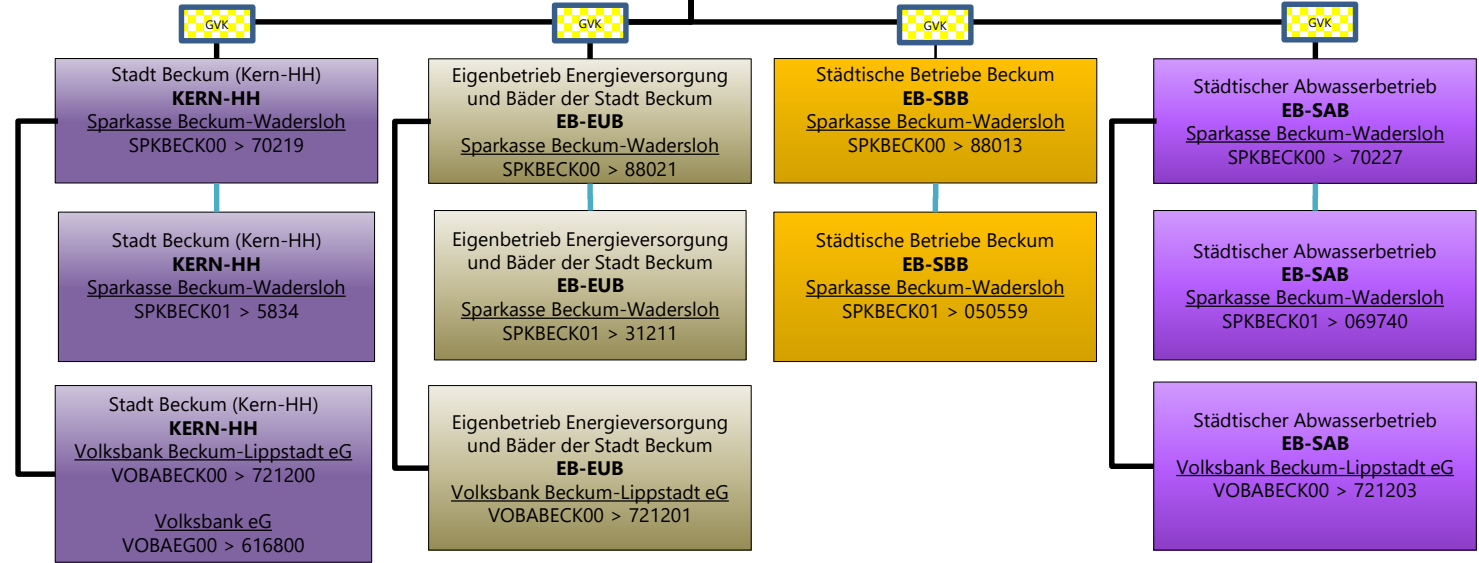 GVK
GVK
GVK
GVK
Stadt Beckum (Kern-HH)
KERN-HH
Sparkasse Beckum-Wadersloh
SPKBECK00 > 70219
Eigenbetrieb Energieversorgung
und Bäder der Stadt Beckum
EB-EUB
Sparkasse Beckum-Wadersloh
SPKBECK00 > 88021
Städtische Betriebe Beckum
EB-SBB
Sparkasse Beckum-Wadersloh
SPKBECK00 > 88013
Städtischer Abwasserbetrieb
EB-SAB
Sparkasse Beckum-Wadersloh
SPKBECK00 > 70227
Stadt Beckum (Kern-HH)
KERN-HH
Sparkasse Beckum-Wadersloh
SPKBECK01 > 5834
Eigenbetrieb Energieversorgung
und Bäder der Stadt Beckum
EB-EUB
Sparkasse Beckum-Wadersloh
SPKBECK01 > 31211
Städtische Betriebe Beckum
EB-SBB
Sparkasse Beckum-Wadersloh
SPKBECK01 > 050559
Städtischer Abwasserbetrieb
EB-SAB
Sparkasse Beckum-Wadersloh
SPKBECK01 > 069740
Stadt Beckum (Kern-HH)
KERN-HH
Volksbank Beckum-Lippstadt eG
VOBABECK00 > 721200
Volksbank eG
VOBAEG00 > 616800
Eigenbetrieb Energieversorgung
und Bäder der Stadt Beckum
EB-EUB
Volksbank Beckum-Lippstadt eG
VOBABECK00 > 721201
Städtischer Abwasserbetrieb
EB-SAB
Volksbank Beckum-Lippstadt eG
VOBABECK00 > 721203